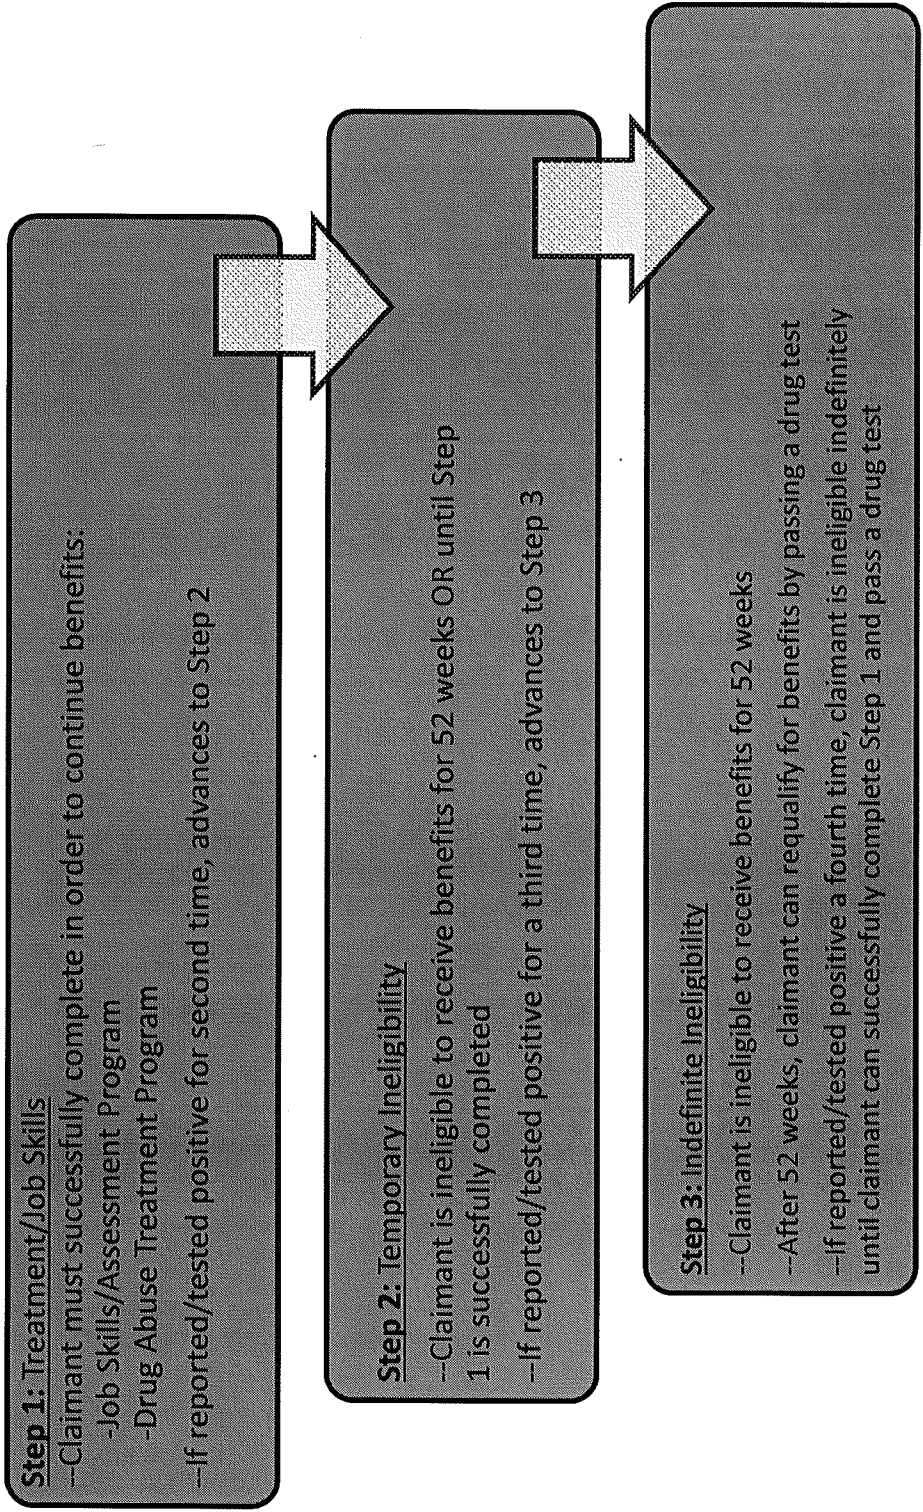 Step 1: Treatment/Job Skills
--Claimant must successfully complete in order to continue benefits:
-Job Skills/Assessment Program
-Drug Abuse Treatment Program
--If reported/tested positive for second time, advances to Step 2
Step 2: Temporary Ineligibility
--Claimant is ineligible to receive benefits for 52 weeks OR until Step
1 is successfully completed
--If reported/tested positive for a third time, advances to Step 3
Step 3: Indefinite Ineligibility
--Claimant is ineligible to receive benefits for 52 weeks
--After 52 weeks, claimant can requalify for benefits by passing a drug test
--If reported/tested positive a fourth time, claimant is ineligible indefinitely
until claimant can successfully complete Step 1 and pass a drug test